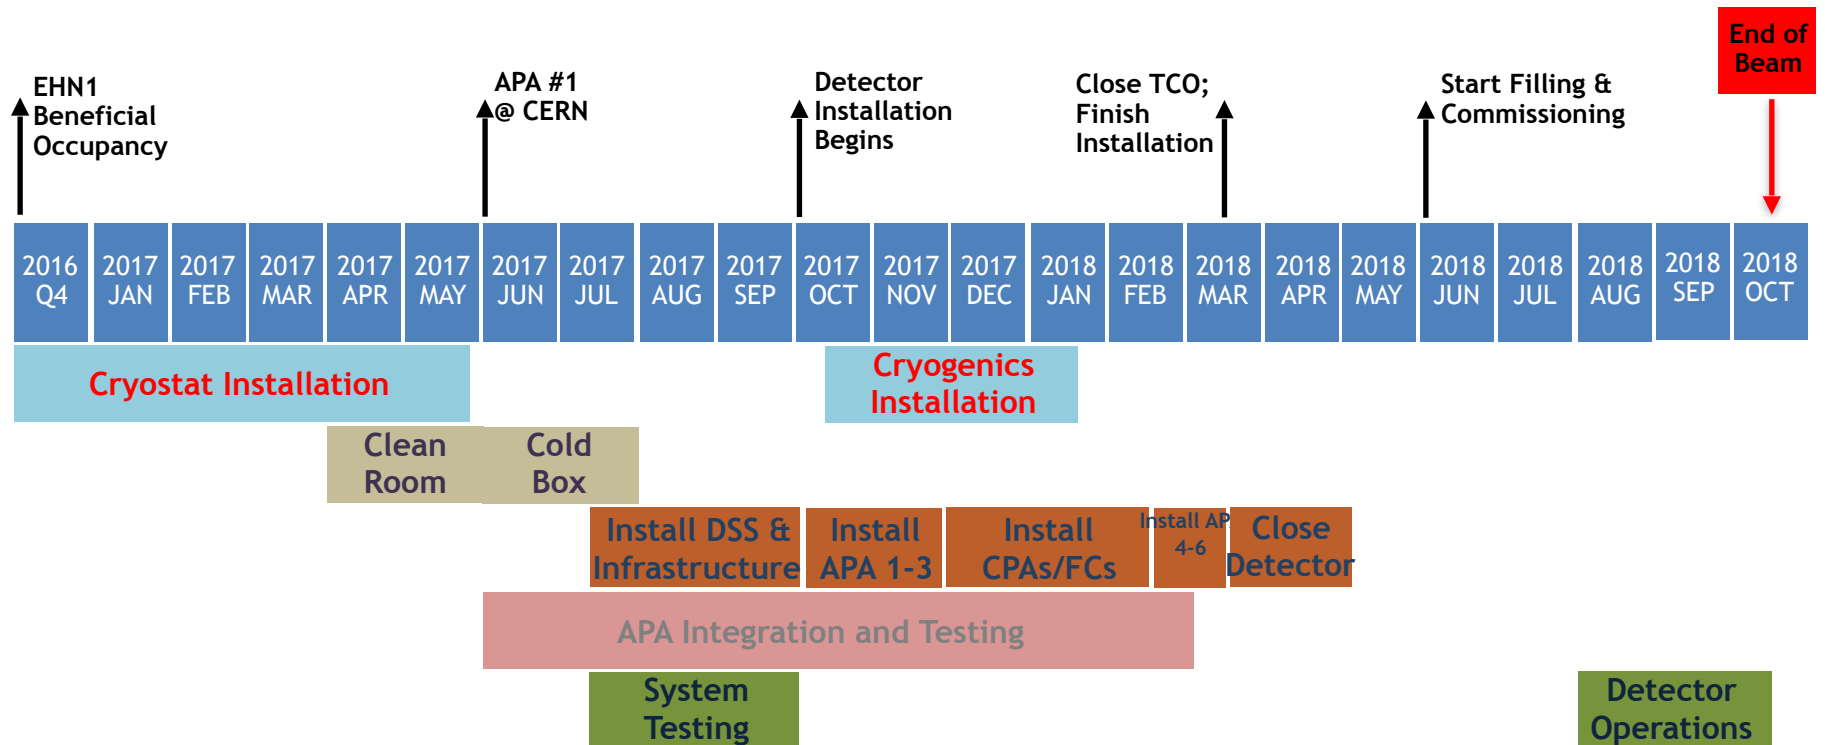 End of
Beam
EHN1
Beneficial
Occupancy
APA #1
@ CERN
Detector
Installation
Begins
Close TCO;
Finish
Installation
Start Filling &
Commissioning
2016
Q4
2017
JAN
2017
FEB
2017
MAR
2017
APR
2017
MAY
2017
JUN
2017
JUL
2017
AUG
2017
SEP
2017
OCT
2017
NOV
2017
DEC
2018
JAN
2018
FEB
2018
MAR
2018
APR
2018
MAY
2018
JUN
2018
JUL
2018
AUG
2018
SEP
2018
OCT
Cryostat Installation
Cryogenics
Installation
Clean
Room
Cold
Box
Install DSS &
Infrastructure
Install
APA 1-3
Install
CPAs/FCs
Install AP
4-6
Close
Detector
APA Integration and Testing
System
Testing
Detector
Operations